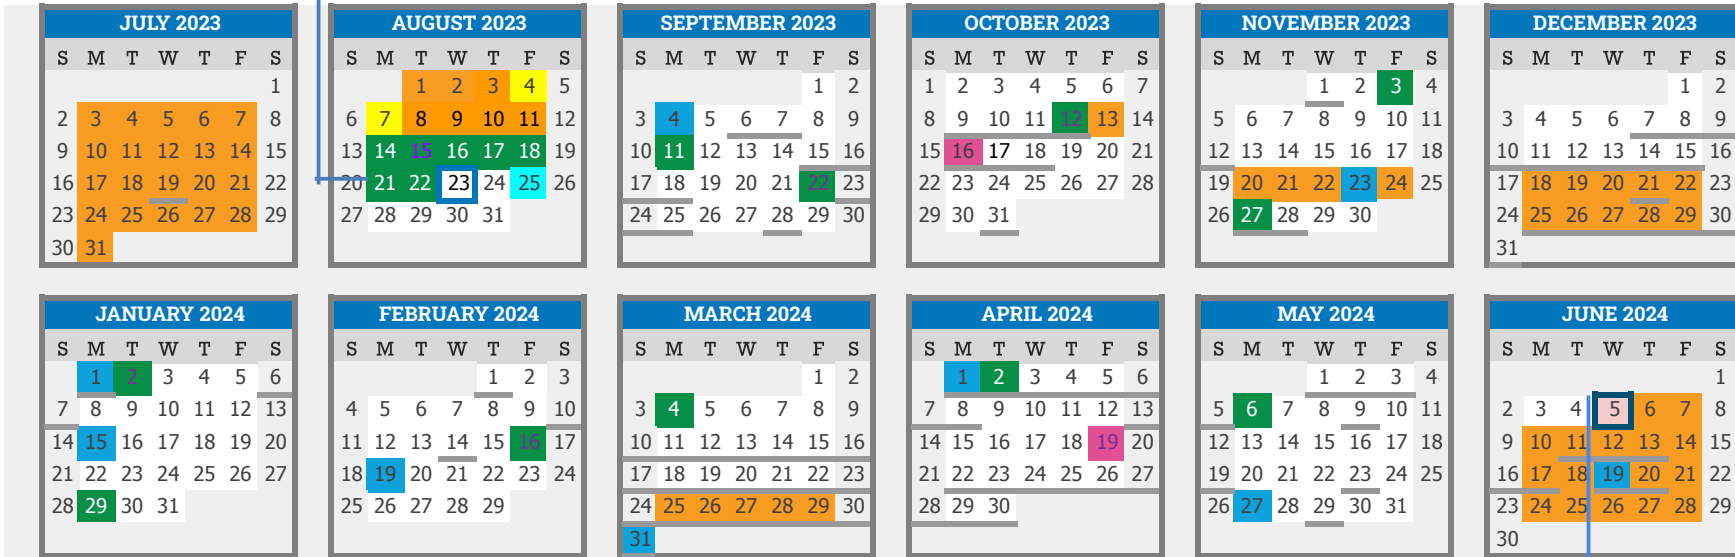 JULY 2023 AUGUST 2023 SEPTEMBER 2023 OCTOBER 2023 NOVEMBER 2023 DECEMBER 2023
S M T W T F S S M T W T F S S M T W T F S S M T W T F S S M T W T F S S M T W T F S
1 1 2 3 4 5 1 2 1 2 3 4 5 6 7 1 2 3 4 1 2
2 3 4 5 6 7 8 6 7 8 9 10 11 12 3 4 5 6 7 8 9 8 9 10 11 12 13 14 5 6 7 8 9 10 11 3 4 5 6 7 8 9
9 10 11 12 13 14 15 13 14 15 16 17 18 19 10 11 12 13 14 15 16 15 16 17 18 19 20 21 12 13 14 15 16 17 18 10 11 12 13 14 15 16
16 17 18 19 20 21 22 20 21 22 23 24 25 26 17 18 19 20 21 22 23 22 23 24 25 26 27 28 19 20 21 22 23 24 25 17 18 19 20 21 22 23
23 24 25 26 27 28 29 27 28 29 30 31 24 25 26 27 28 29 30 29 30 31 26 27 28 29 30 24 25 26 27 28 29 30
30 31 31
JANUARY 2024 FEBRUARY 2024 MARCH 2024 APRIL 2024 MAY 2024 JUNE 2024
S M T W T F S S M T W T F S S M T W T F S S M T W T F S S M T W T F S S M T W T F S
1 2 3 4 5 6 1 2 3 1 2 1 2 3 4 5 6 1 2 3 4 1
7 8 9 10 11 12 13 4 5 6 7 8 9 10 3 4 5 6 7 8 9 7 8 9 10 11 12 13 5 6 7 8 9 10 11 2 3 4 5 6 7 8
14 15 16 17 18 19 20 11 12 13 14 15 16 17 10 11 12 13 14 15 16 14 15 16 17 18 19 20 12 13 14 15 16 17 18 9 10 11 12 13 14 15
21 22 23 24 25 26 27 18 19 20 21 22 23 24 17 18 19 20 21 22 23 21 22 23 24 25 26 27 19 20 21 22 23 24 25 16 17 18 19 20 21 22
28 29 30 31 25 26 27 28 29 24 25 26 27 28 29 30 28 29 30 26 27 28 29 30 31 23 24 25 26 27 28 29
31 30